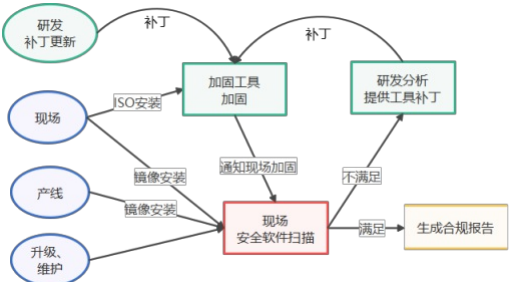 研发
补丁更新
补丁
补丁
加固工具
加固
研发分析
提供工具补丁
现场
ISO安装
镜像安装
通知现场加固
不满足
产线
镜像安装
现场
安全软件扫描
满足
生成合规报告
升级、
维护